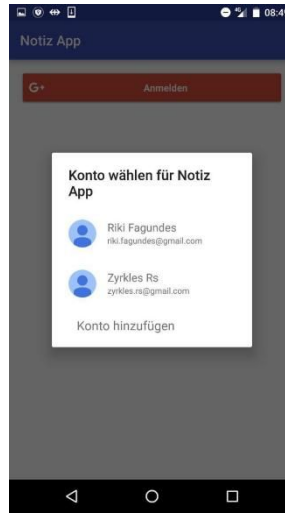 08:49
Notiz App
G+ Anmelden
Konto wählen für Notiz
App
Riki Fagundes
riki.fagundes@gmail.com
Zyrkles Rs
zyrkles.rs@gmail.com
Konto hinzufügen